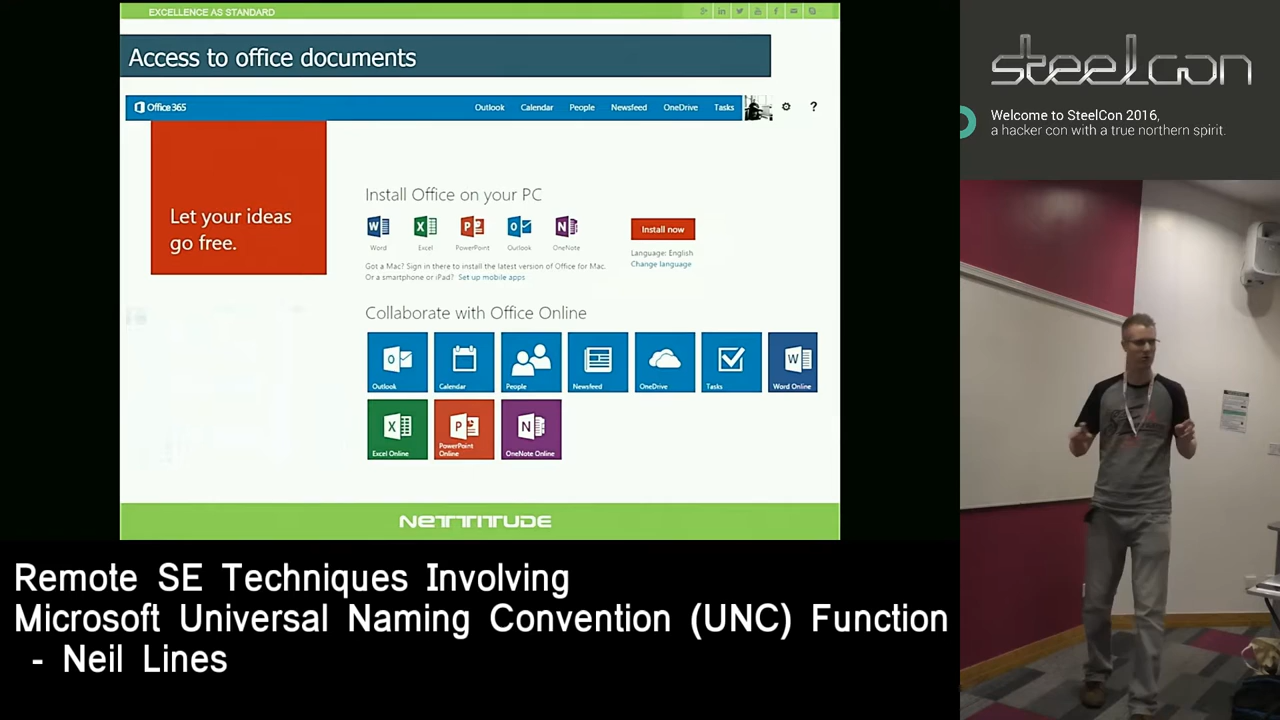 EXCELLENCE AS STANDARD
Access to office documents
Office 365
Outlook Calendar People Newsfeed OneDrive Tasks ?
Let your ideas
go free.
Install Office on your PC
Word Excel PowerPoint Outlook OneNote
Install now
Language: English
Change language
Got a Mac? Sign in there to install the latest version of Office for Mac.
Or a smartphone or iPad? Set up mobile apps
Collaborate with Office Online
Outlook Calendar People Newsfeed OneDrive Tasks Word Online
Excel Online PowerPoint Online OneNote Online
NETTITUDE
steelcon
Welcome to SteelCon 2016,
a hacker con with a true northern spirit.
Remote SE Techniques Involving
Microsoft Universal Naming Convention (UNC) Function
- Neil Lines